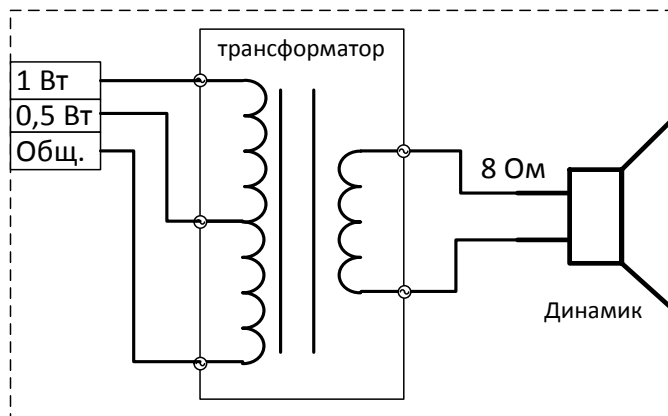 трансформатор
1 Вт
0,5 Вт
Общ.
8 Ом
Динамик